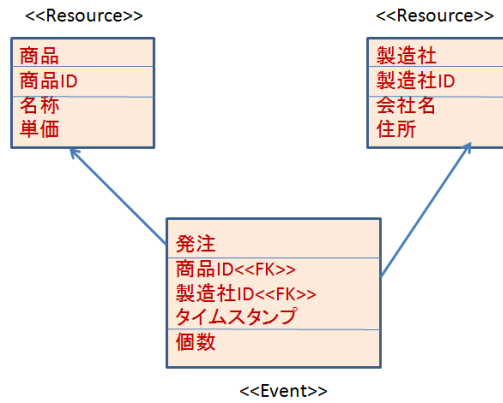 <<Resource>>
商品
商品ID
名称
単価
<<Resource>>
製造社
製造社ID
会社名
住所
発注
商品ID<<FK>>
製造社ID<<FK>>
タイムスタンプ
個数
<<Event>>